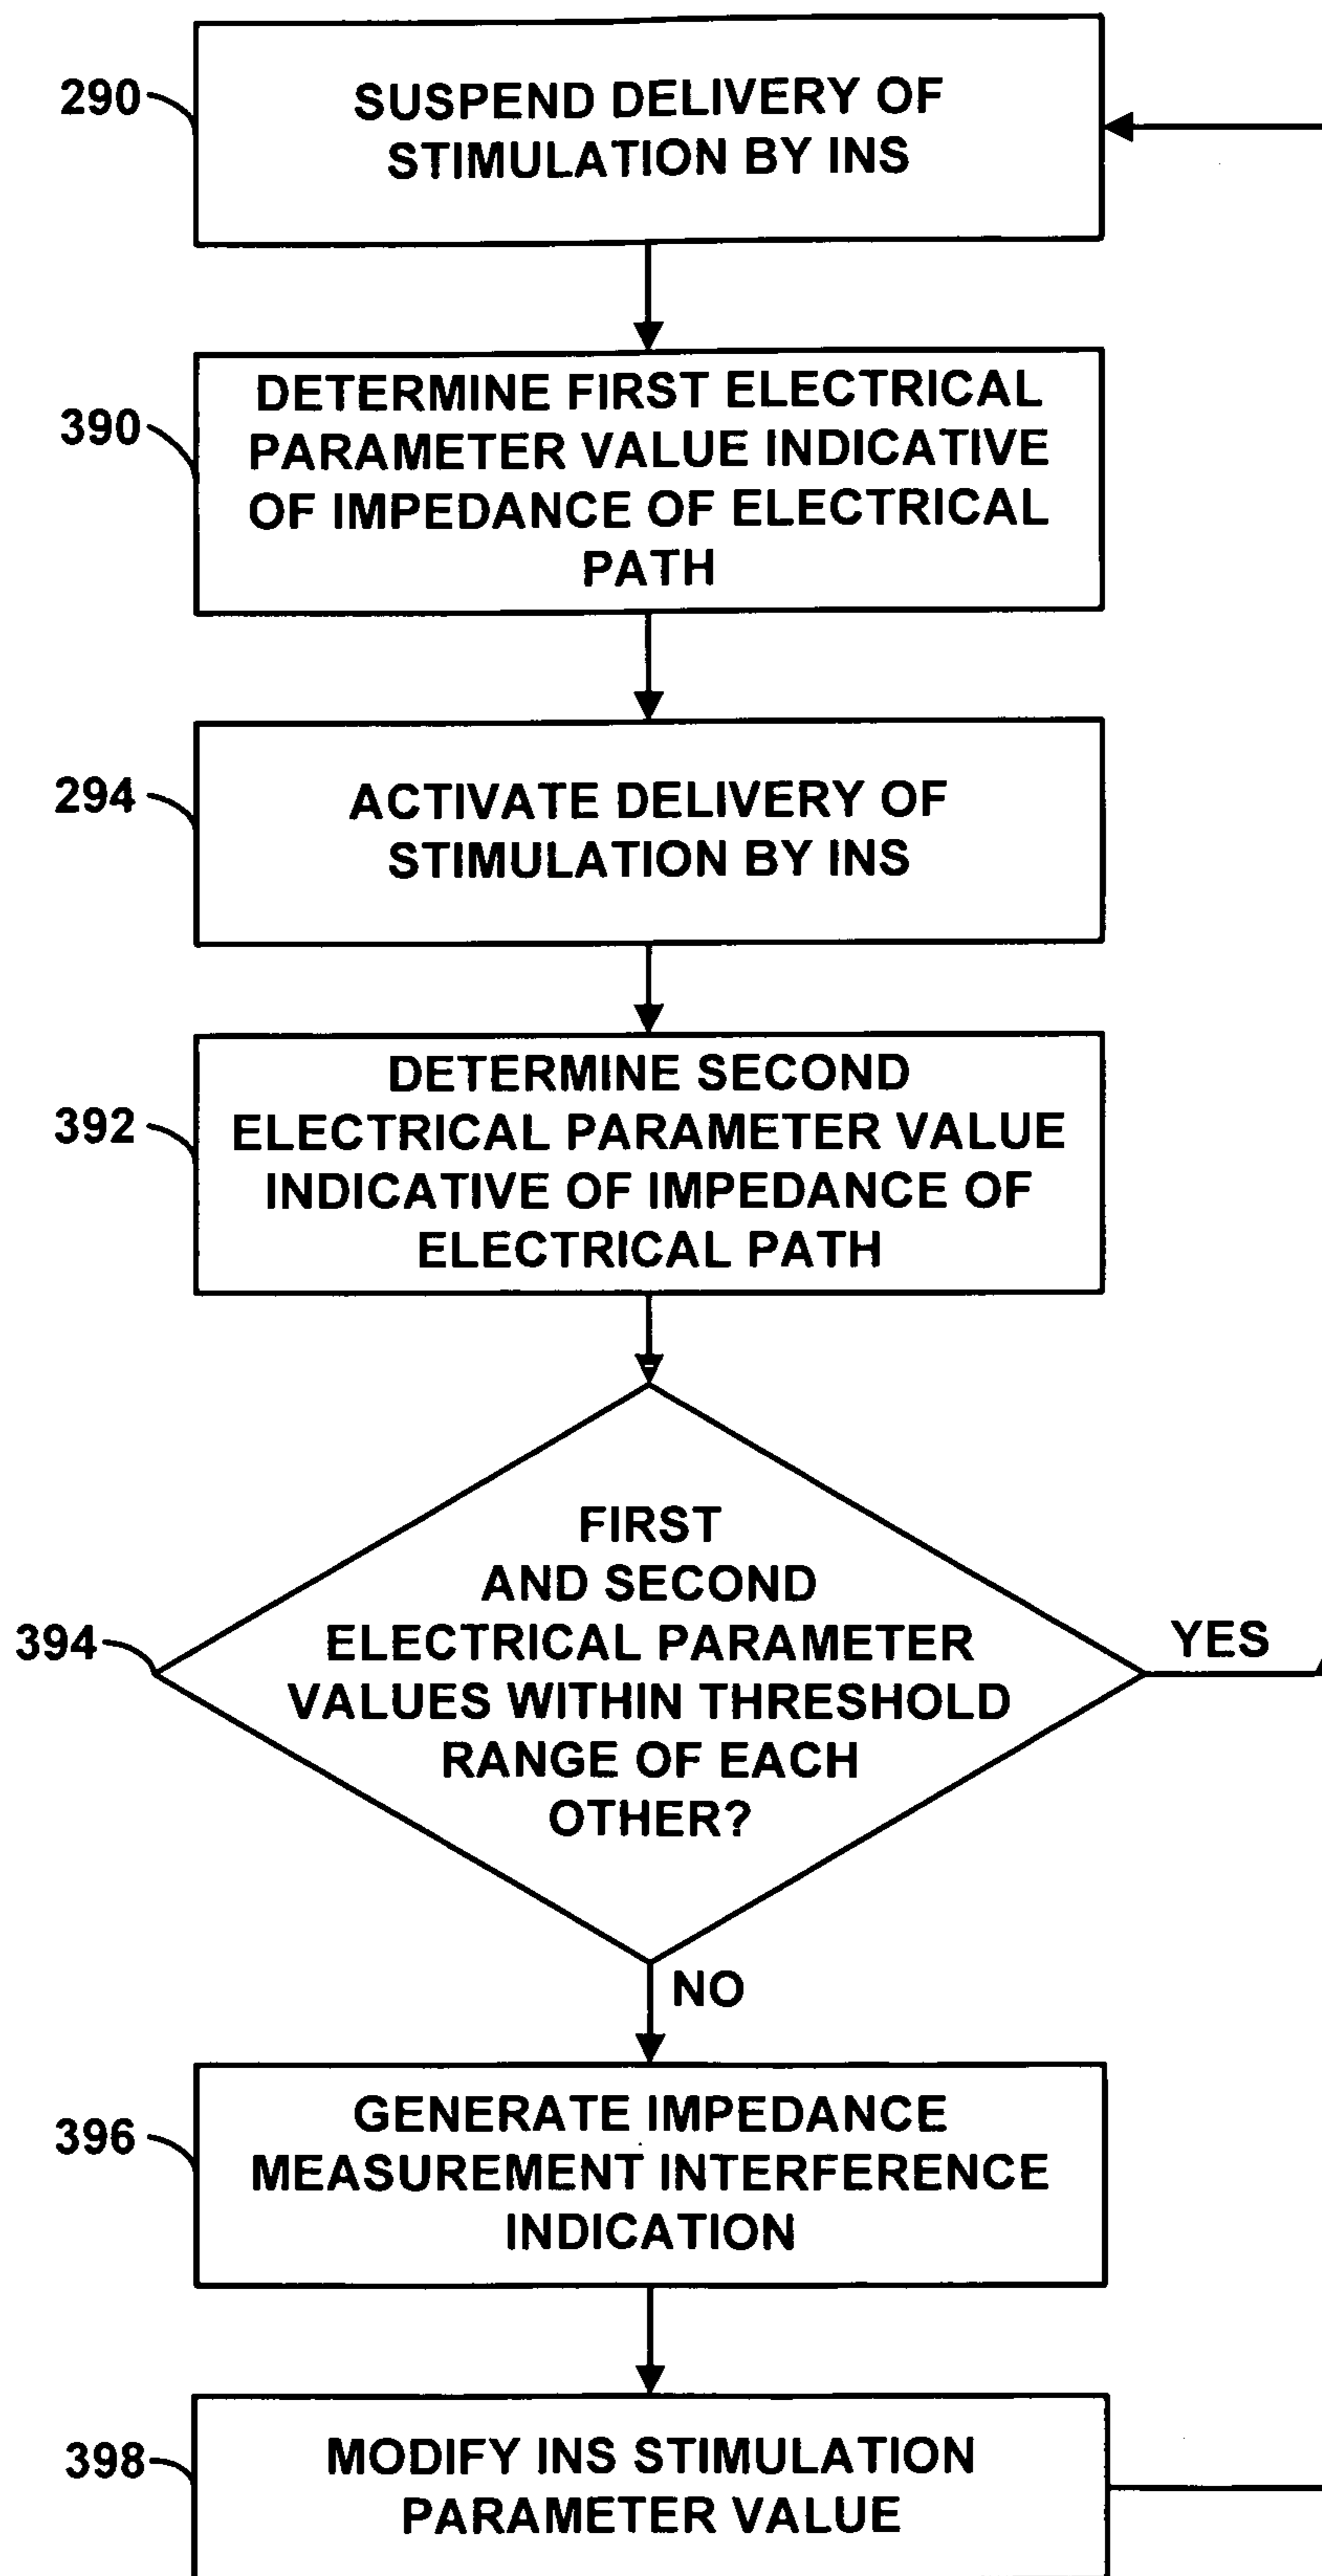 290
SUSPEND DELIVERY OF
STIMULATION BY INS
390
DETERMINE FIRST ELECTRICAL
PARAMETER VALUE INDICATIVE
OF IMPEDANCE OF ELECTRICAL
PATH
294
ACTIVATE DELIVERY OF
STIMULATION BY INS
392
DETERMINE SECOND
ELECTRICAL PARAMETER VALUE
INDICATIVE OF IMPEDANCE OF
ELECTRICAL PATH
394
FIRST
AND SECOND
ELECTRICAL PARAMETER
VALUES WITHIN THRESHOLD
RANGE OF EACH
OTHER?
YES
NO
396
GENERATE IMPEDANCE
MEASUREMENT INTERFERENCE
INDICATION
398
MODIFY INS STIMULATION
PARAMETER VALUE